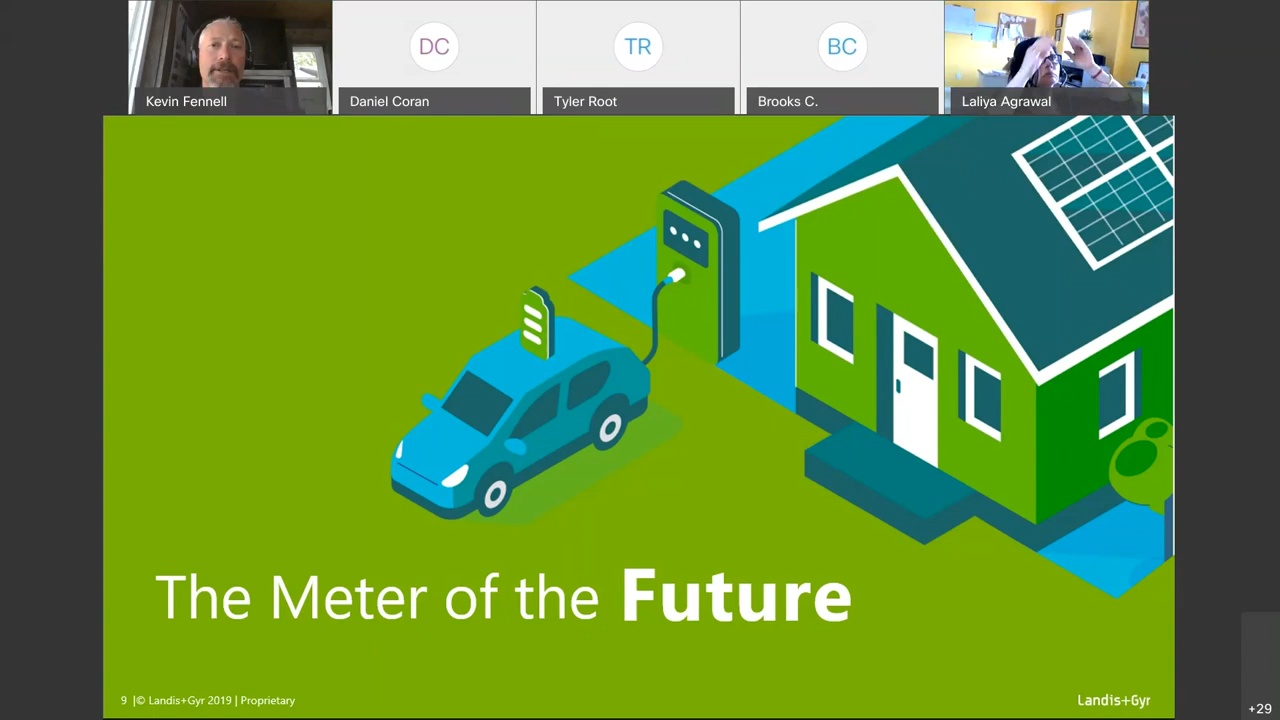 DC
TR
BC
Kevin Fennell
Daniel Coran
Tyler Root
Brooks C.
Laliya Agrawal
The Meter of the Future
9 |© Landis+Gyr 2019 | Proprietary
Landis+Gyr
+29